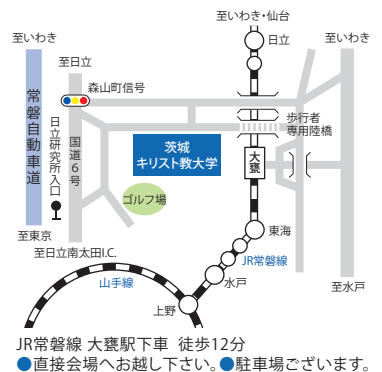 至いわき・仙台
至いわき
日立
至いわき
至日立
森山町信号
歩行者
専用陸橋
常磐自動車道
日立研究所入口
国道6号
茨城
キリスト教大学
大甕
ゴルフ場
至東京
東海
至日立南太田I.C.
JR常磐線
山手線
水戸
至水戸
上野
JR常磐線 大甕駅下車 徒歩12分
●直接会場へお越し下さい。●駐車場ございます。